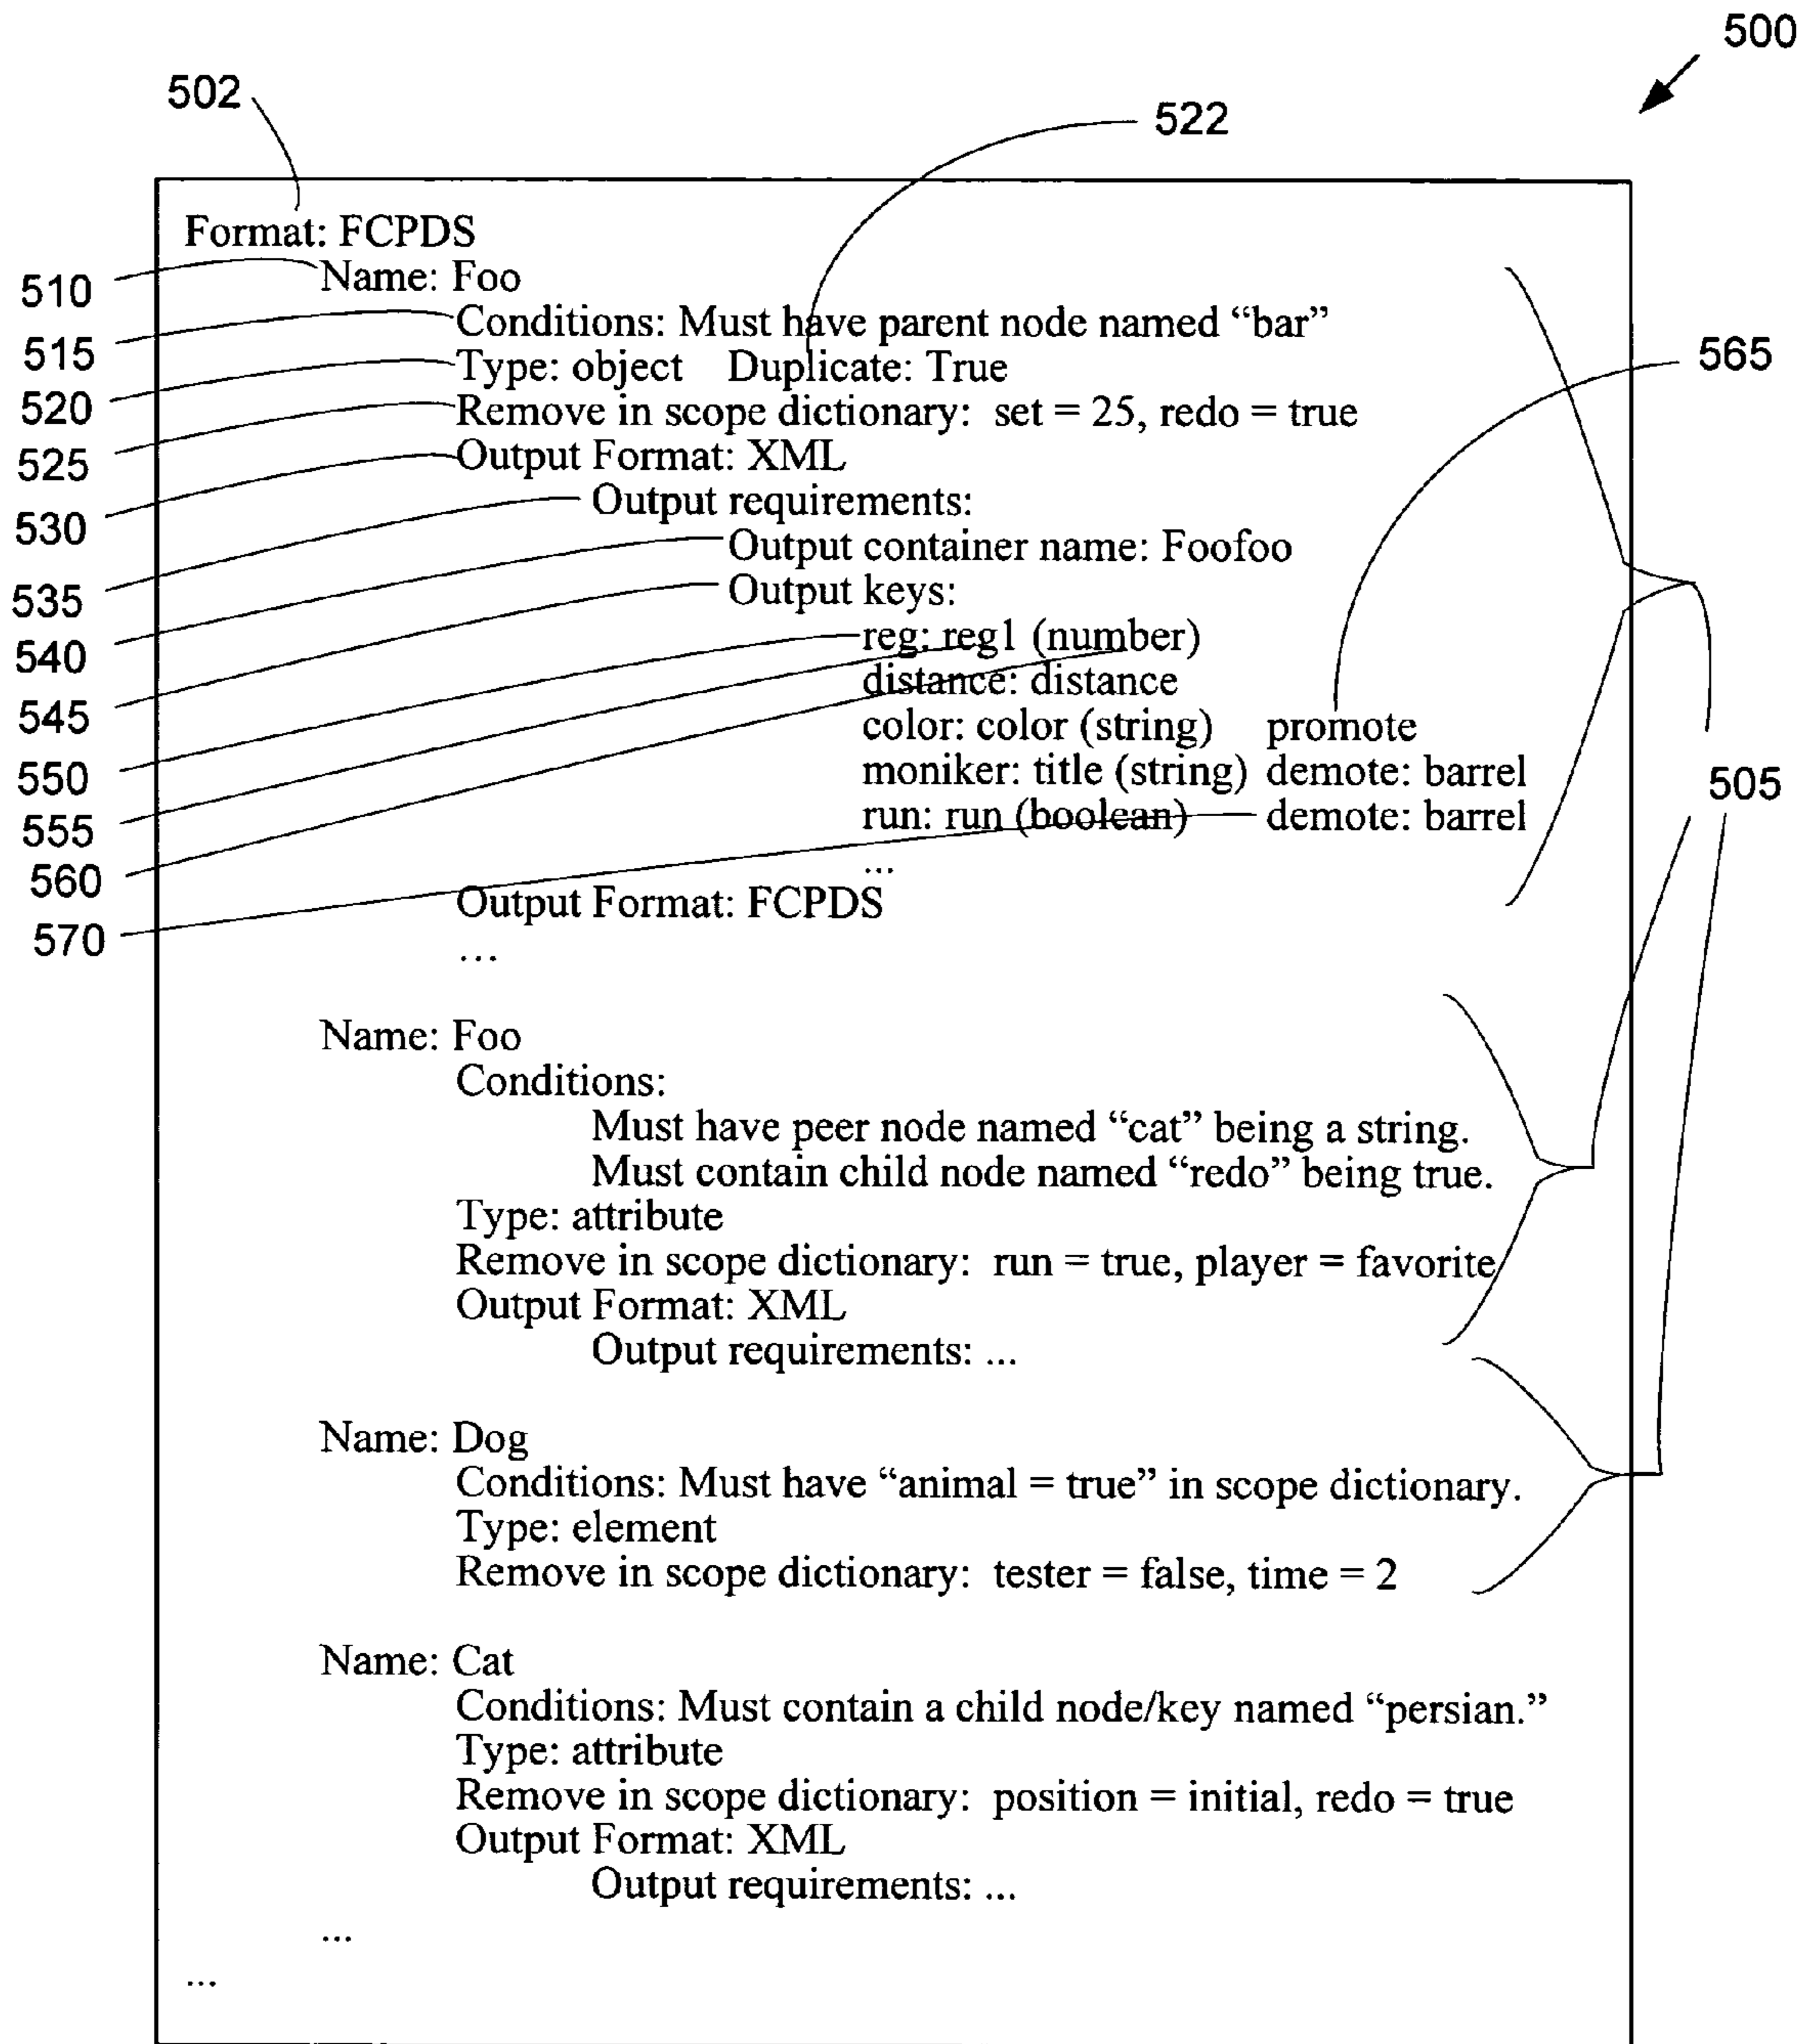 500
502
522
Format: FCPDS
510
Name: Foo
515
Conditions: Must have parent node named “bar”
520
Type: object Duplicate: True
565
525
Remove in scope dictionary: set = 25, redo = true
530
Output Format: XML
535
Output requirements:
540
Output container name: Foofoo
545
Output keys:
550
reg: reg1 (number)
555
560
distance: distance
color: color (string) promote
moniker: title (string) demote: barrel
505
570
run: run (boolean) demote: barrel
...
Output Format: FCPDS
...
Name: Foo
Conditions:
Must have peer node named “cat” being a string.
Must contain child node named “redo” being true.
Type: attribute
Remove in scope dictionary: run = true, player = favorite
Output Format: XML
Output requirements: ...
Name: Dog
Conditions: Must have “animal = true” in scope dictionary.
Type: element
Remove in scope dictionary: tester = false, time = 2
Name: Cat
Conditions: Must contain a child node/key named “persian.”
Type: attribute
Remove in scope dictionary: position = initial, redo = true
Output Format: XML
Output requirements: ...
...
...